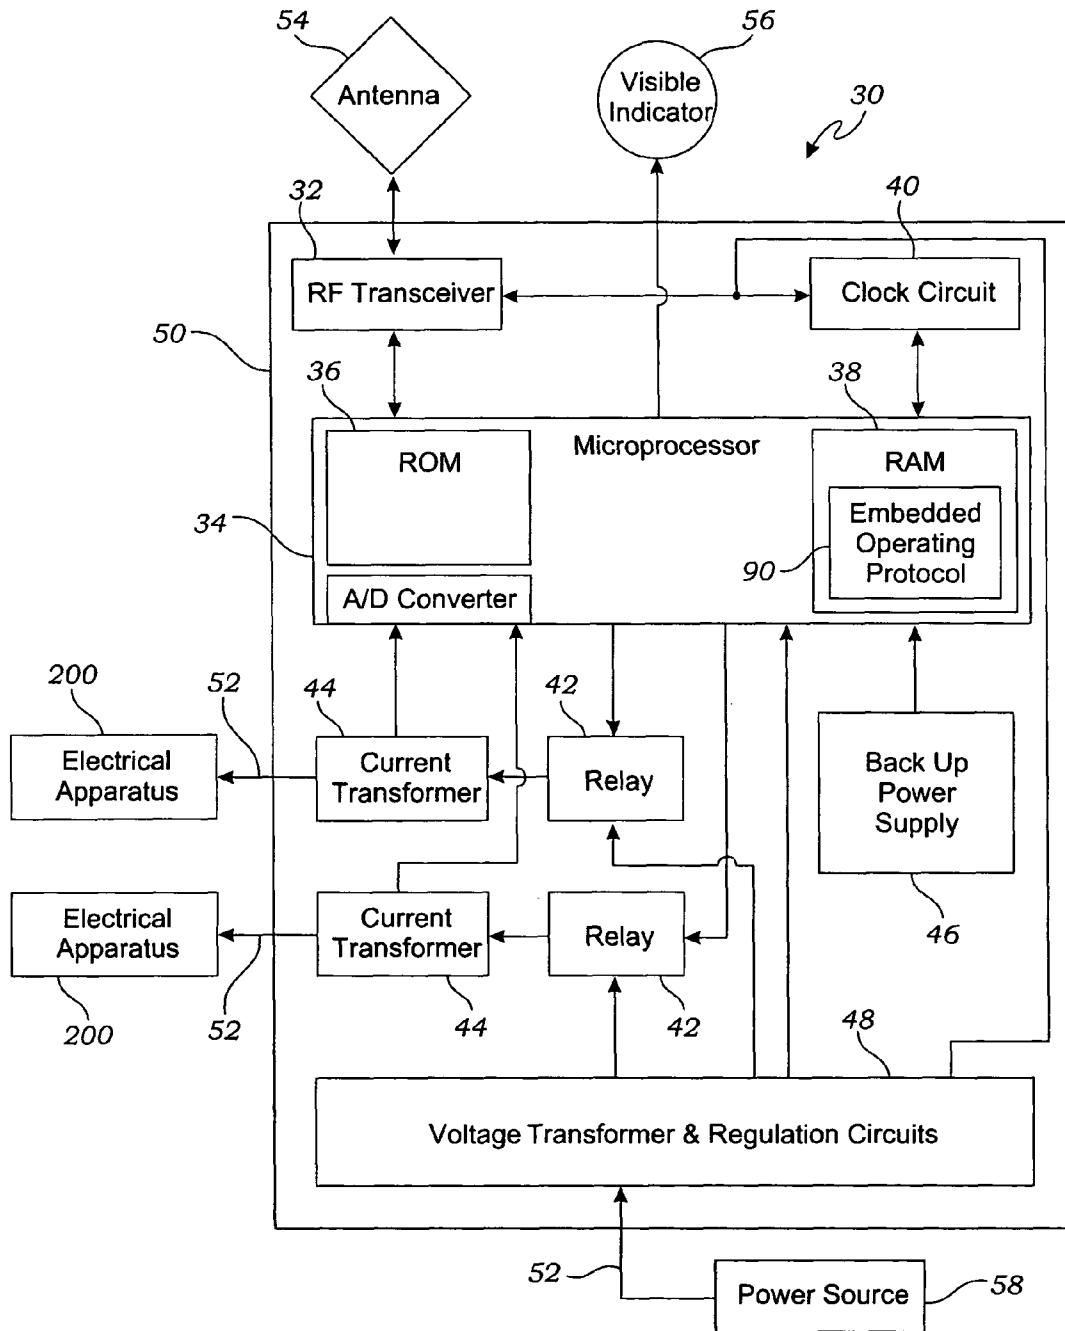 54
56
Antenna
Visible
Indicator
30
32
40
RF Transceiver
Clock Circuit
50
36
38
Microprocessor
ROM
RAM
34
Embedded
Operating
Protocol
90
A/D Converter
200
52
44
42
Electrical
Apparatus
Current
Transformer
Relay
Back Up
Power
Supply
Electrical
Apparatus
Current
Transformer
Relay
46
200
52
44
42
48
Voltage Transformer & Regulation Circuits
52
Power Source
58